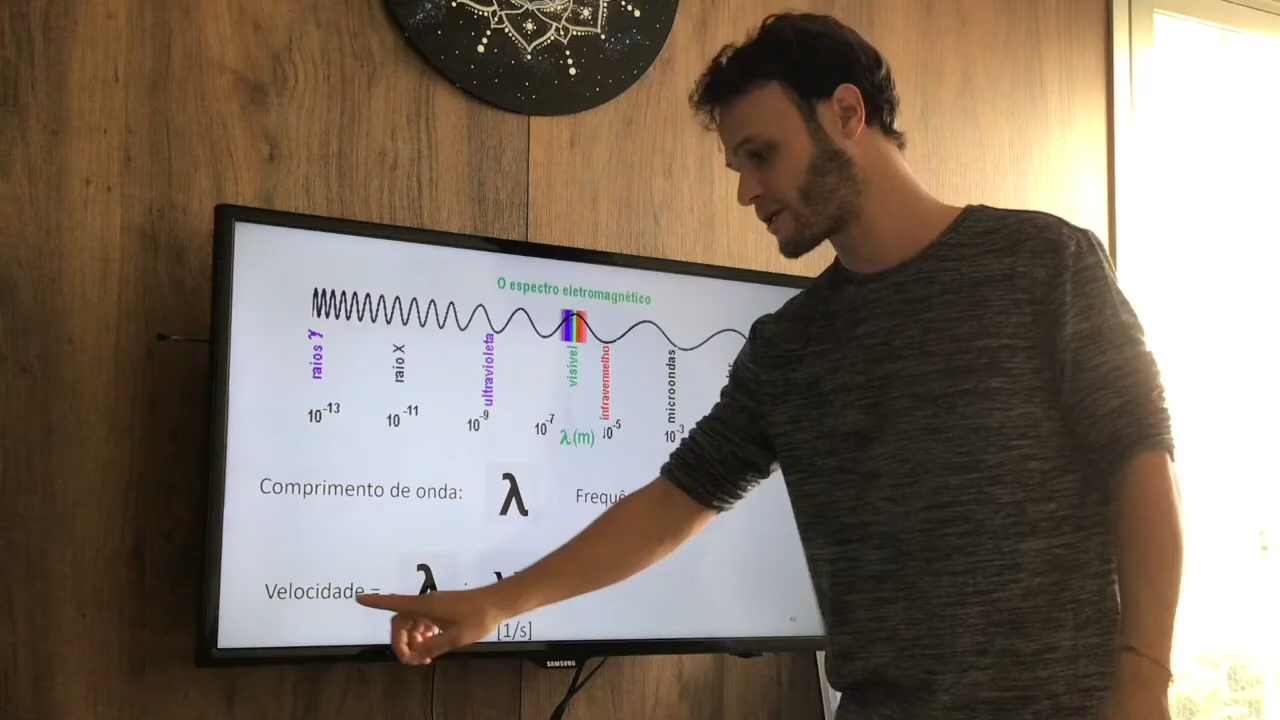 O espectro eletromagnético
raios γ
raio X
ultravioleta
visível
infravermelho
microondas
10⁻¹³
10⁻¹¹
10⁻⁹
10⁻⁷
10⁻⁵
10⁻³
λ(m)
Comprimento de onda: λ
Velocidade = λ
[1/s]
SAMSUNG